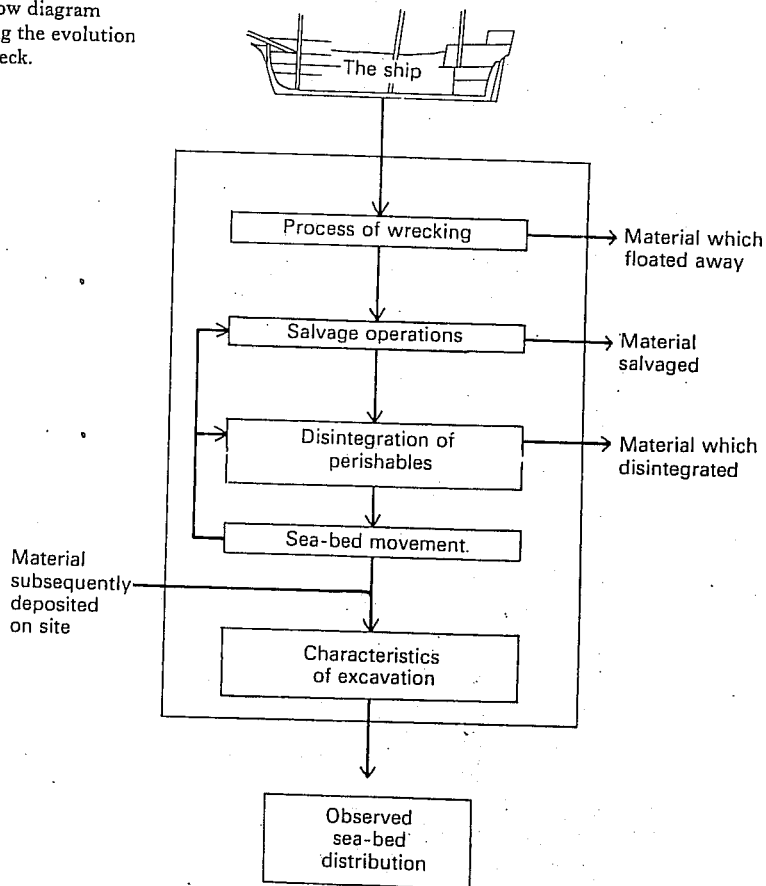 ow diagram
g the evolution
eck.
The ship
Process of wrecking
Material which
floated away
Salvage operations
Material
salvaged
Disintegration of
perishables
Material which
disintegrated
Sea-bed movement.
Material
subsequently
deposited
on site
Characteristics
of excavation
Observed
sea-bed
distribution